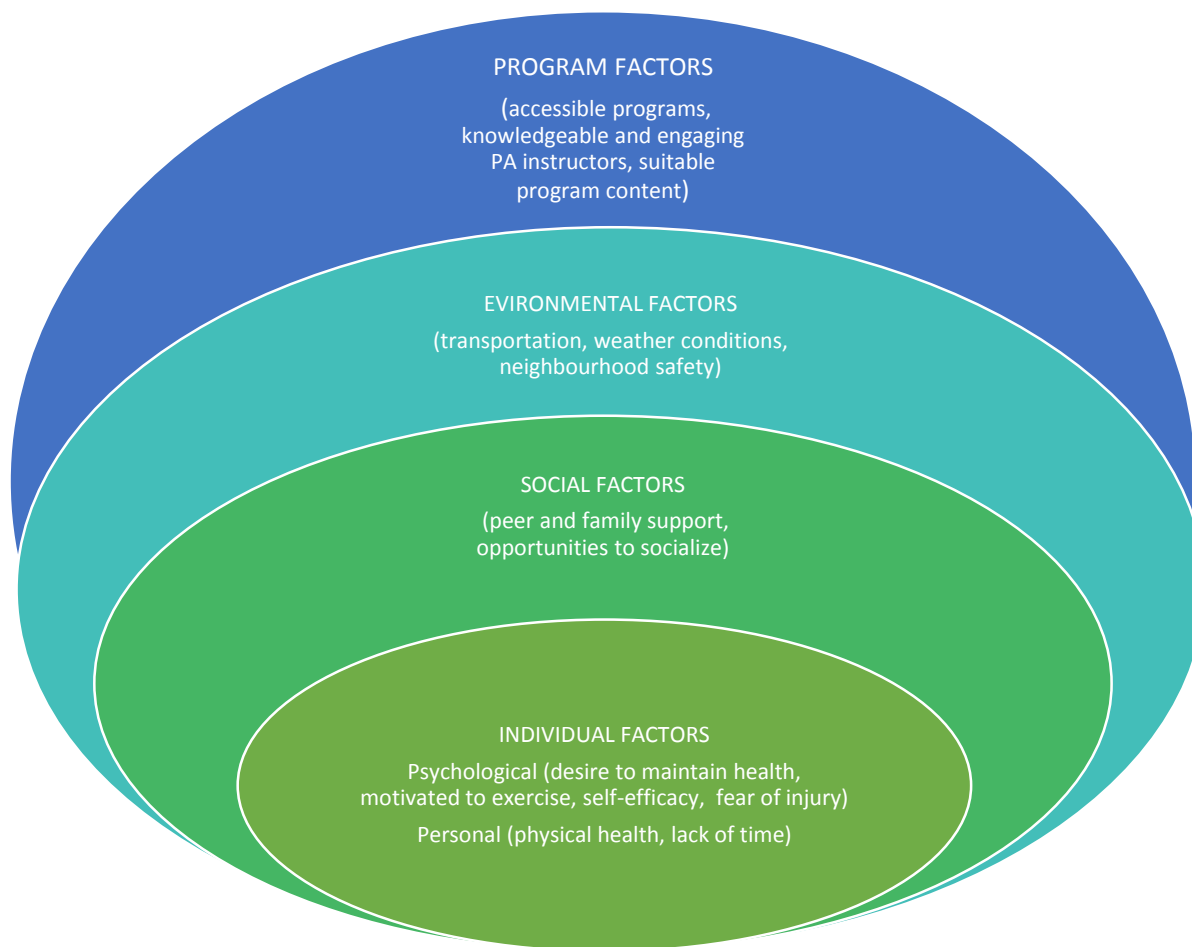 PROGRAM FACTORS
(accessible programs,
knowledgeable and engaging
PA instructors, suitable
program content)
EVIRONMENTAL FACTORS
(transportation, weather conditions,
neighbourhood safety)
SOCIAL FACTORS
(peer and family support,
opportunities to socialize)
INDIVIDUAL FACTORS
Psychological (desire to maintain health,
motivated to exercise, self-efficacy,  fear of injury)
Personal (physical health, lack of time)